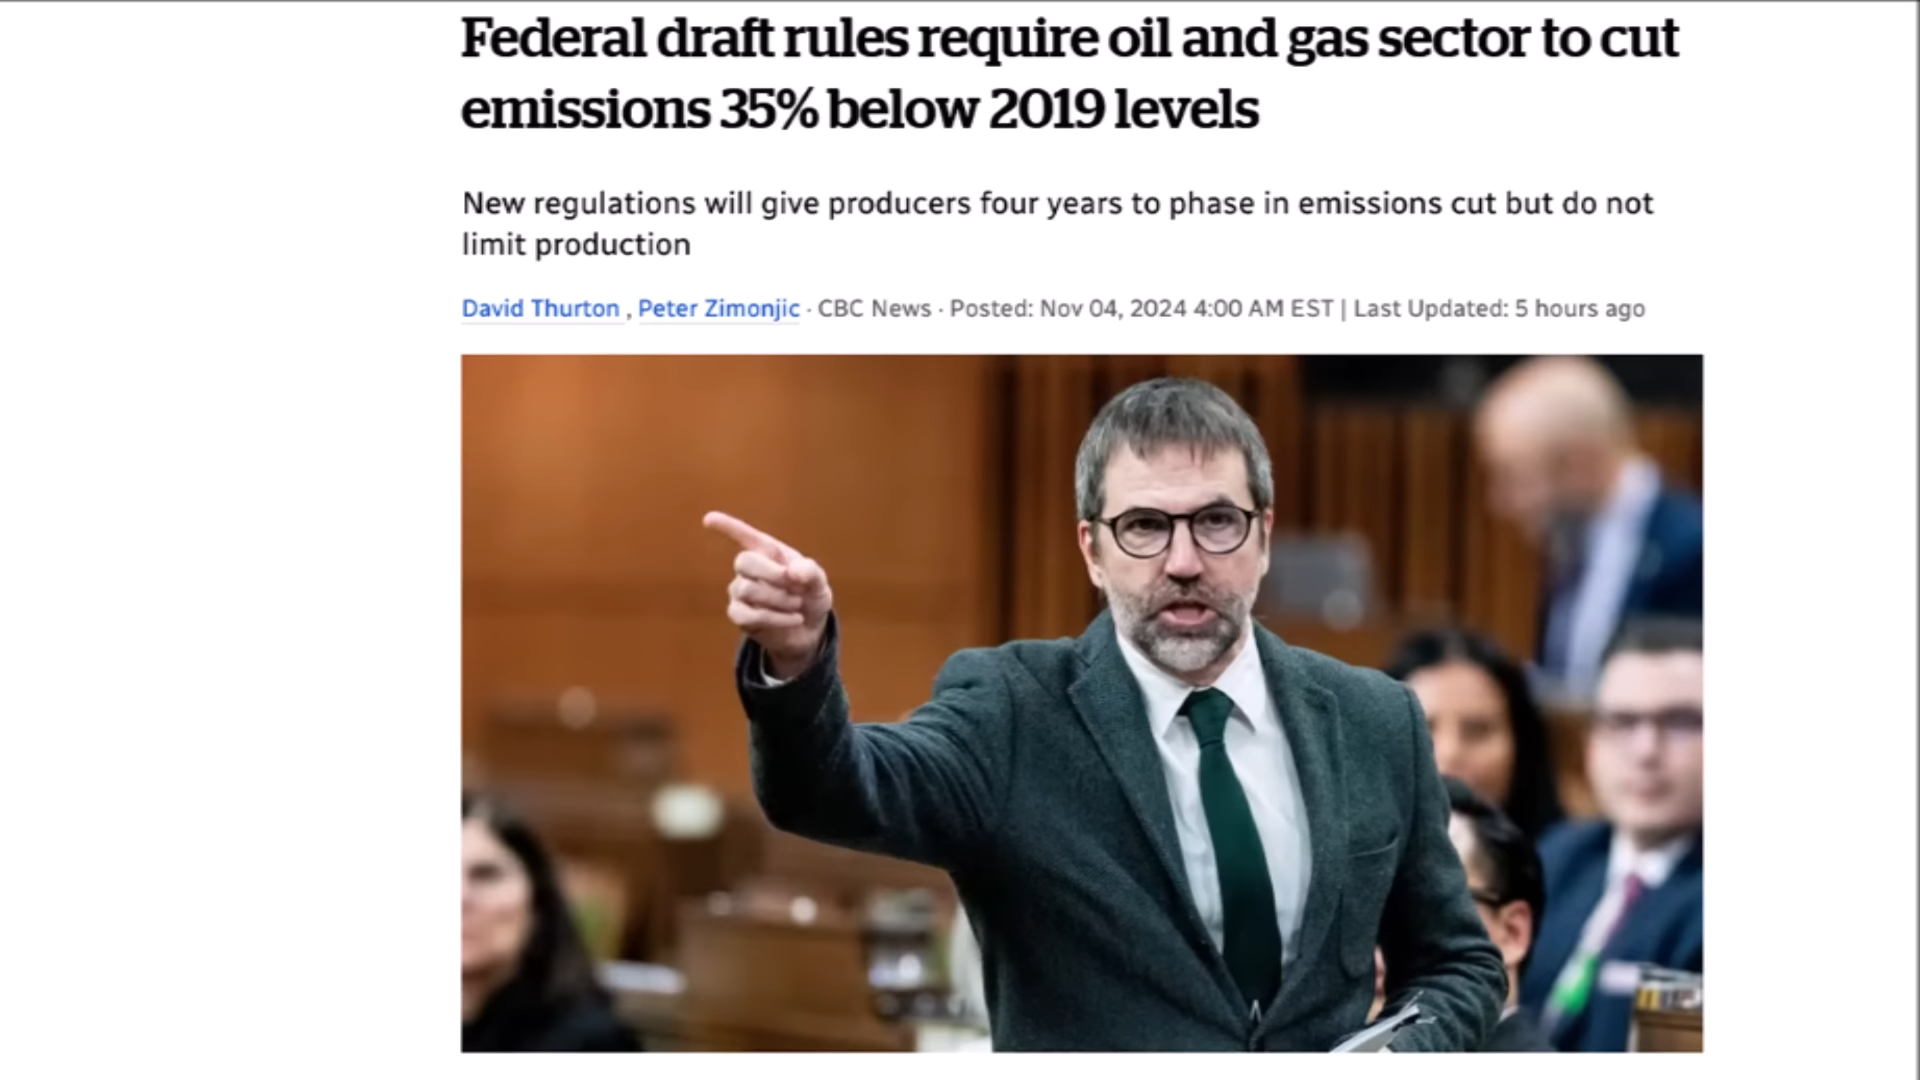 Federal draft rules require oil and gas sector to cut
emissions 35% below 2019 levels
New regulations will give producers four years to phase in emissions cut but do not
limit production
David Thurton , Peter Zimonjic · CBC News · Posted: Nov 04, 2024 4:00 AM EST | Last Updated: 5 hours ago